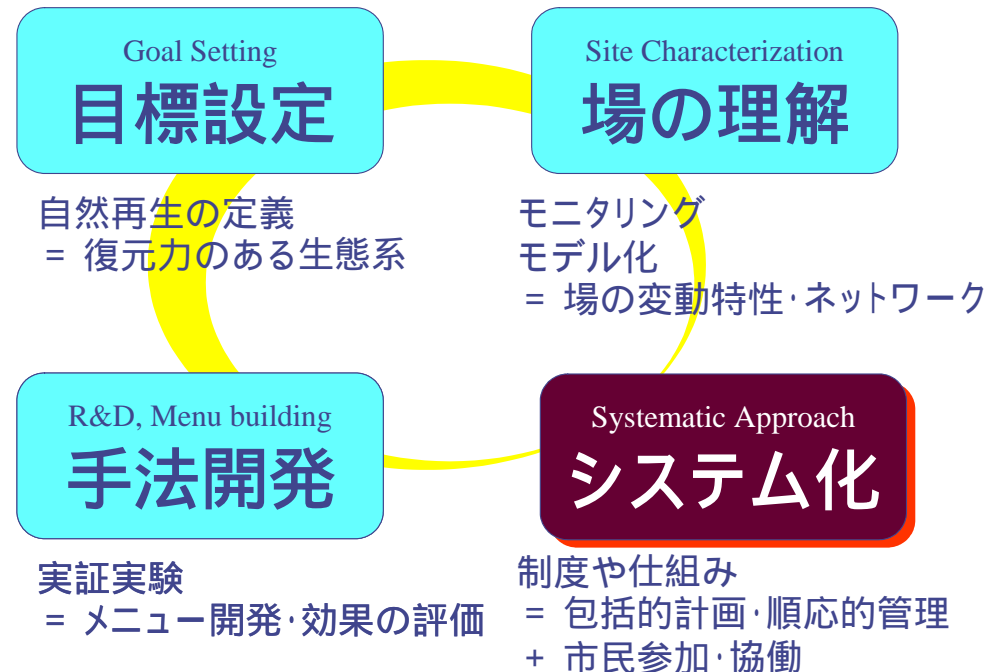 Goal Setting
目標設定
自然再生の定義
= 復元力のある生態系
Site Characterization
場の理解
モニタリング
モデル化
= 場の変動特性・ネットワーク
R&D, Menu building
手法開発
実証実験
= メニュー開発・効果の評価
Systematic Approach
システム化
制度や仕組み
= 包括的計画・順応的管理
+ 市民参加・協働